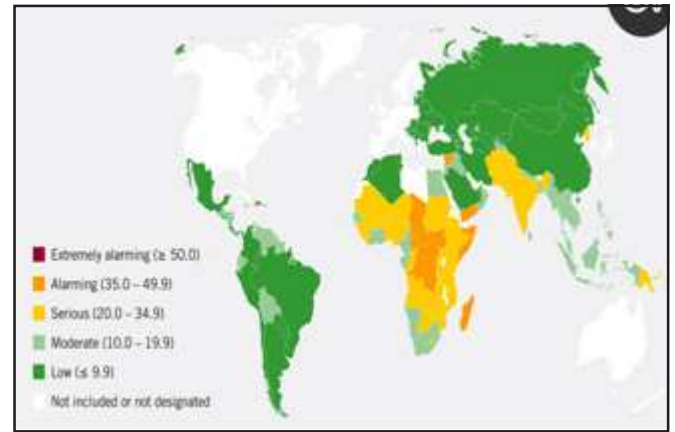 Extremely alarming (≥ 50.0)
Alarming (35.0 – 49.9)
Serious (20.0 – 34.9)
Moderate (10.0 – 19.9)
Low (≤ 9.9)
Not included or not designated